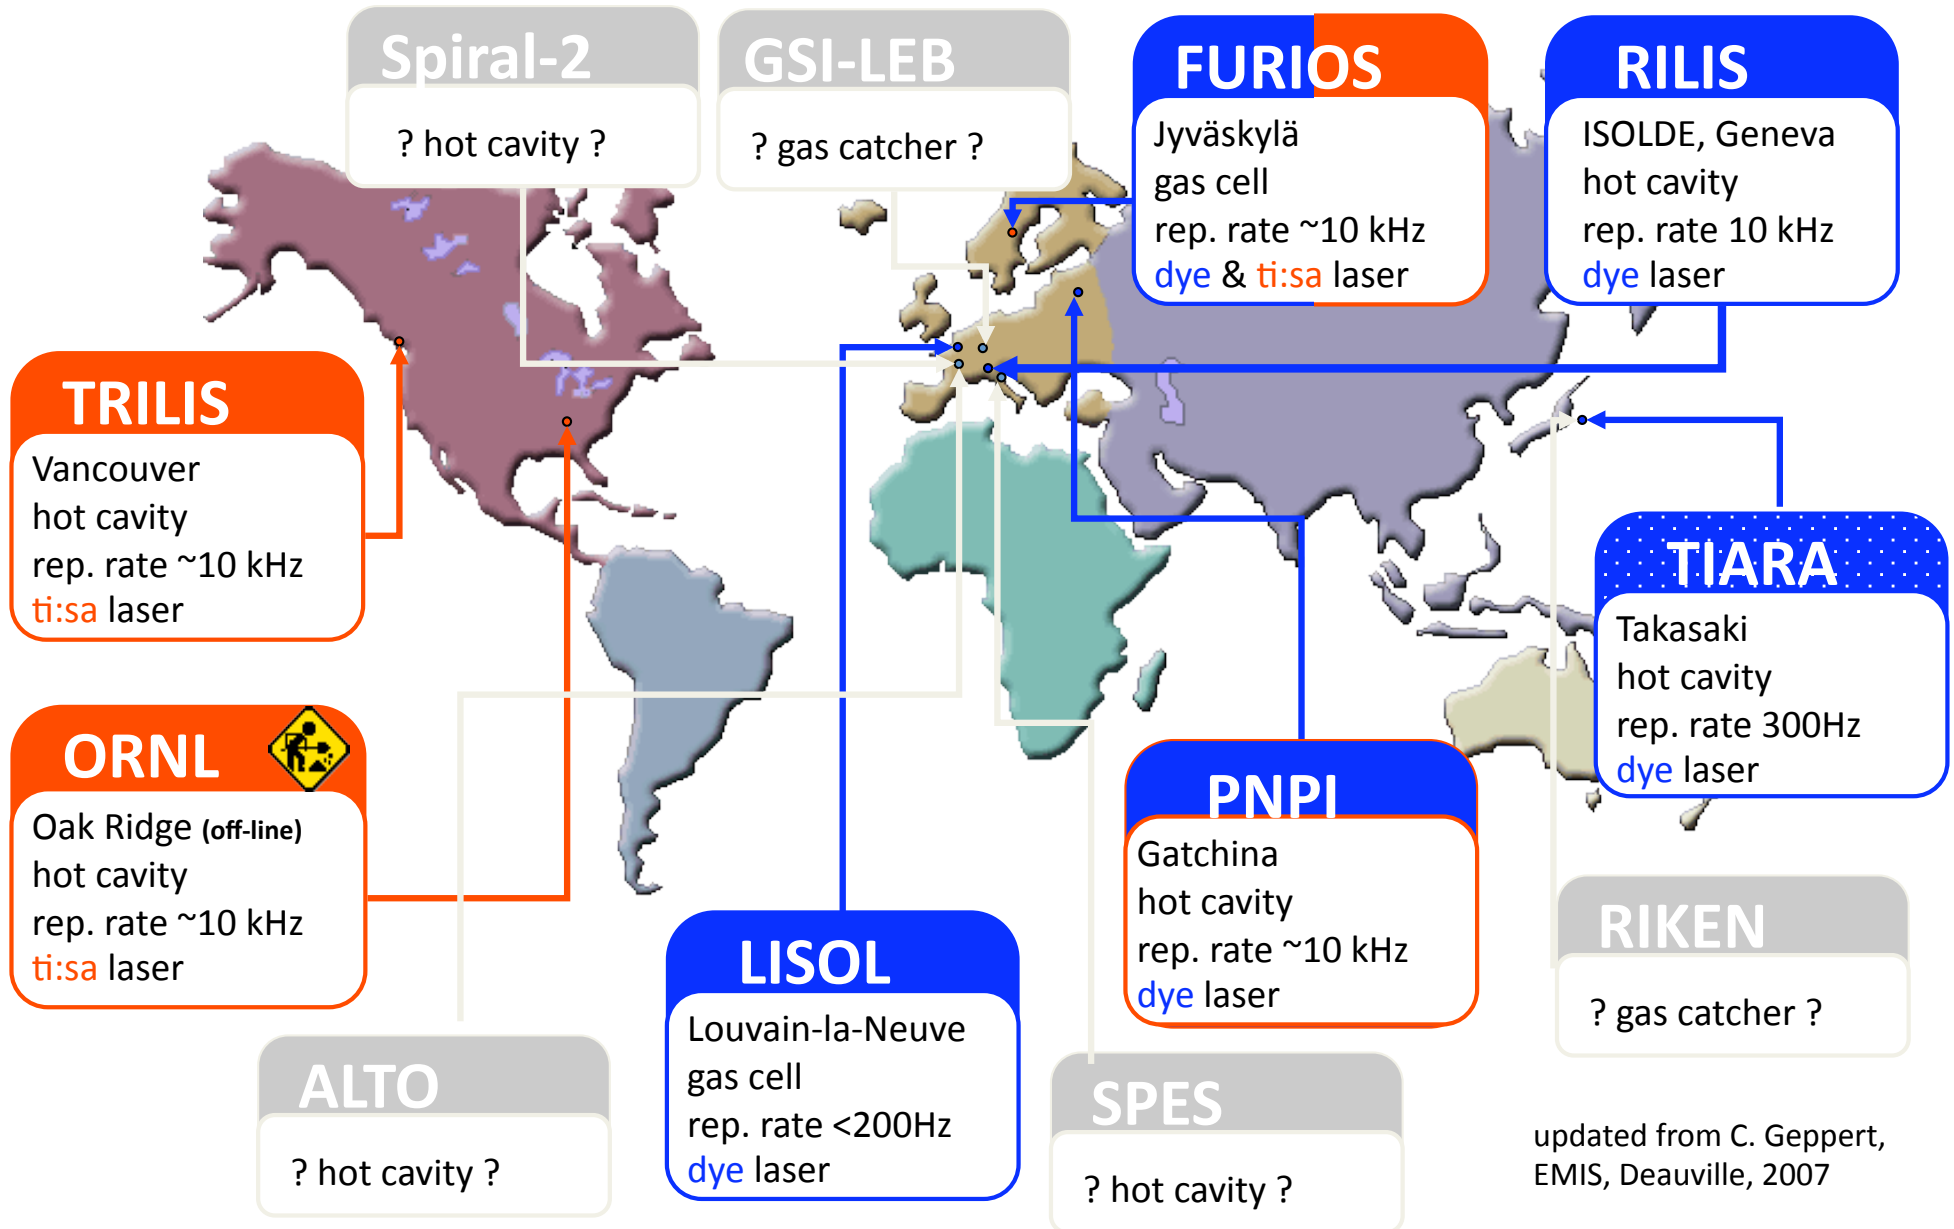 Spiral-2
? hot cavity ?
GSI-LEB
? gas catcher ?
FURIOS
Jyväskylä
gas cell
rep. rate ~10 kHz
dye & ti:sa laser
RILIS
ISOLDE, Geneva
hot cavity
rep. rate 10 kHz
dye laser
TRILIS
Vancouver
hot cavity
rep. rate ~10 kHz
ti:sa laser
TIARA
Takasaki
hot cavity
rep. rate 300Hz
dye laser
ORNL
Oak Ridge (off-line)
hot cavity
rep. rate ~10 kHz
ti:sa laser
PNPI
Gatchina
hot cavity
rep. rate ~10 kHz
dye laser
LISOL
Louvain-la-Neuve
gas cell
rep. rate <200Hz
dye laser
RIKEN
? gas catcher ?
ALTO
? hot cavity ?
SPES
? hot cavity ?
updated from C. Geppert,
EMIS, Deauville, 2007